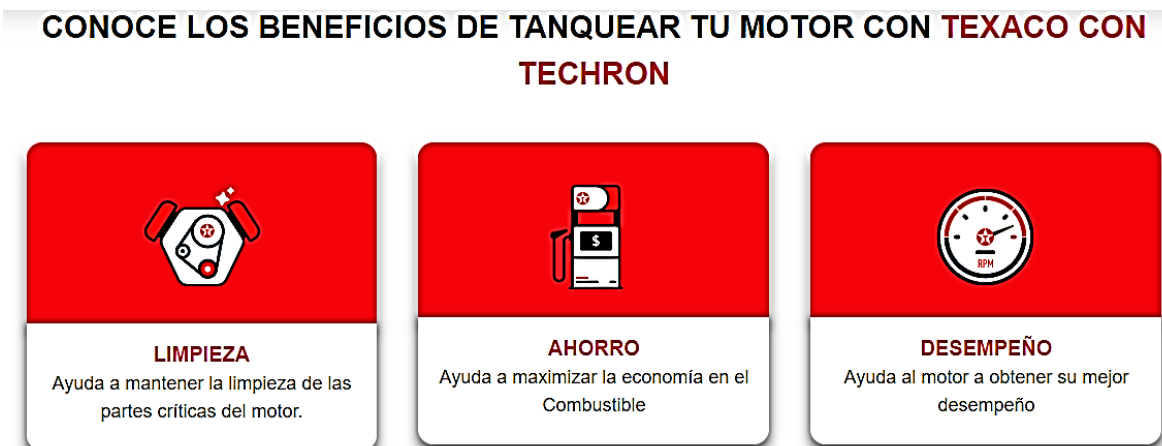 CONOCE LOS BENEFICIOS DE TANQUEAR TU MOTOR CON TEXACO CON
TECHRON
$
RPM
LIMPIEZA
Ayuda a mantener la limpieza de las
partes críticas del motor.
AHORRO
Ayuda a maximizar la economía en el
Combustible
DESEMPEÑO
Ayuda al motor a obtener su mejor
desempeño